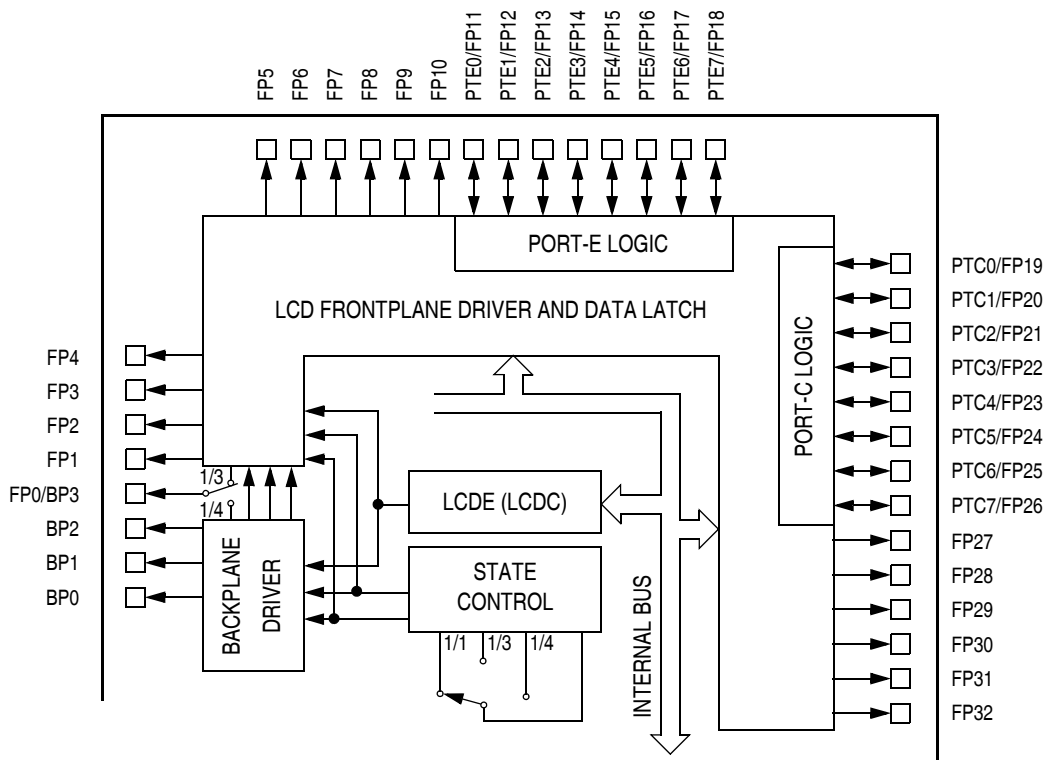 FP5
FP6
FP7
FP8
FP9
FP10
PTE0/FP11
PTE1/FP12
PTE2/FP13
PTE3/FP14
PTE4/FP15
PTE5/FP16
PTE6/FP17
PTE7/FP18
PORT-E LOGIC
LCD FRONTPLANE DRIVER AND DATA LATCH
PORT-C LOGIC
PTC0/FP19
PTC1/FP20
PTC2/FP21
PTC3/FP22
PTC4/FP23
PTC5/FP24
PTC6/FP25
PTC7/FP26
FP27
FP28
FP29
FP30
FP31
FP32
FP4
FP3
FP2
FP1
FP0/BP3
BP2
BP1
BP0
1/3
1/4
BACKPLANE
DRIVER
LCDE (LCDC)
STATE
CONTROL
1/1
1/3
1/4
INTERNAL BUS